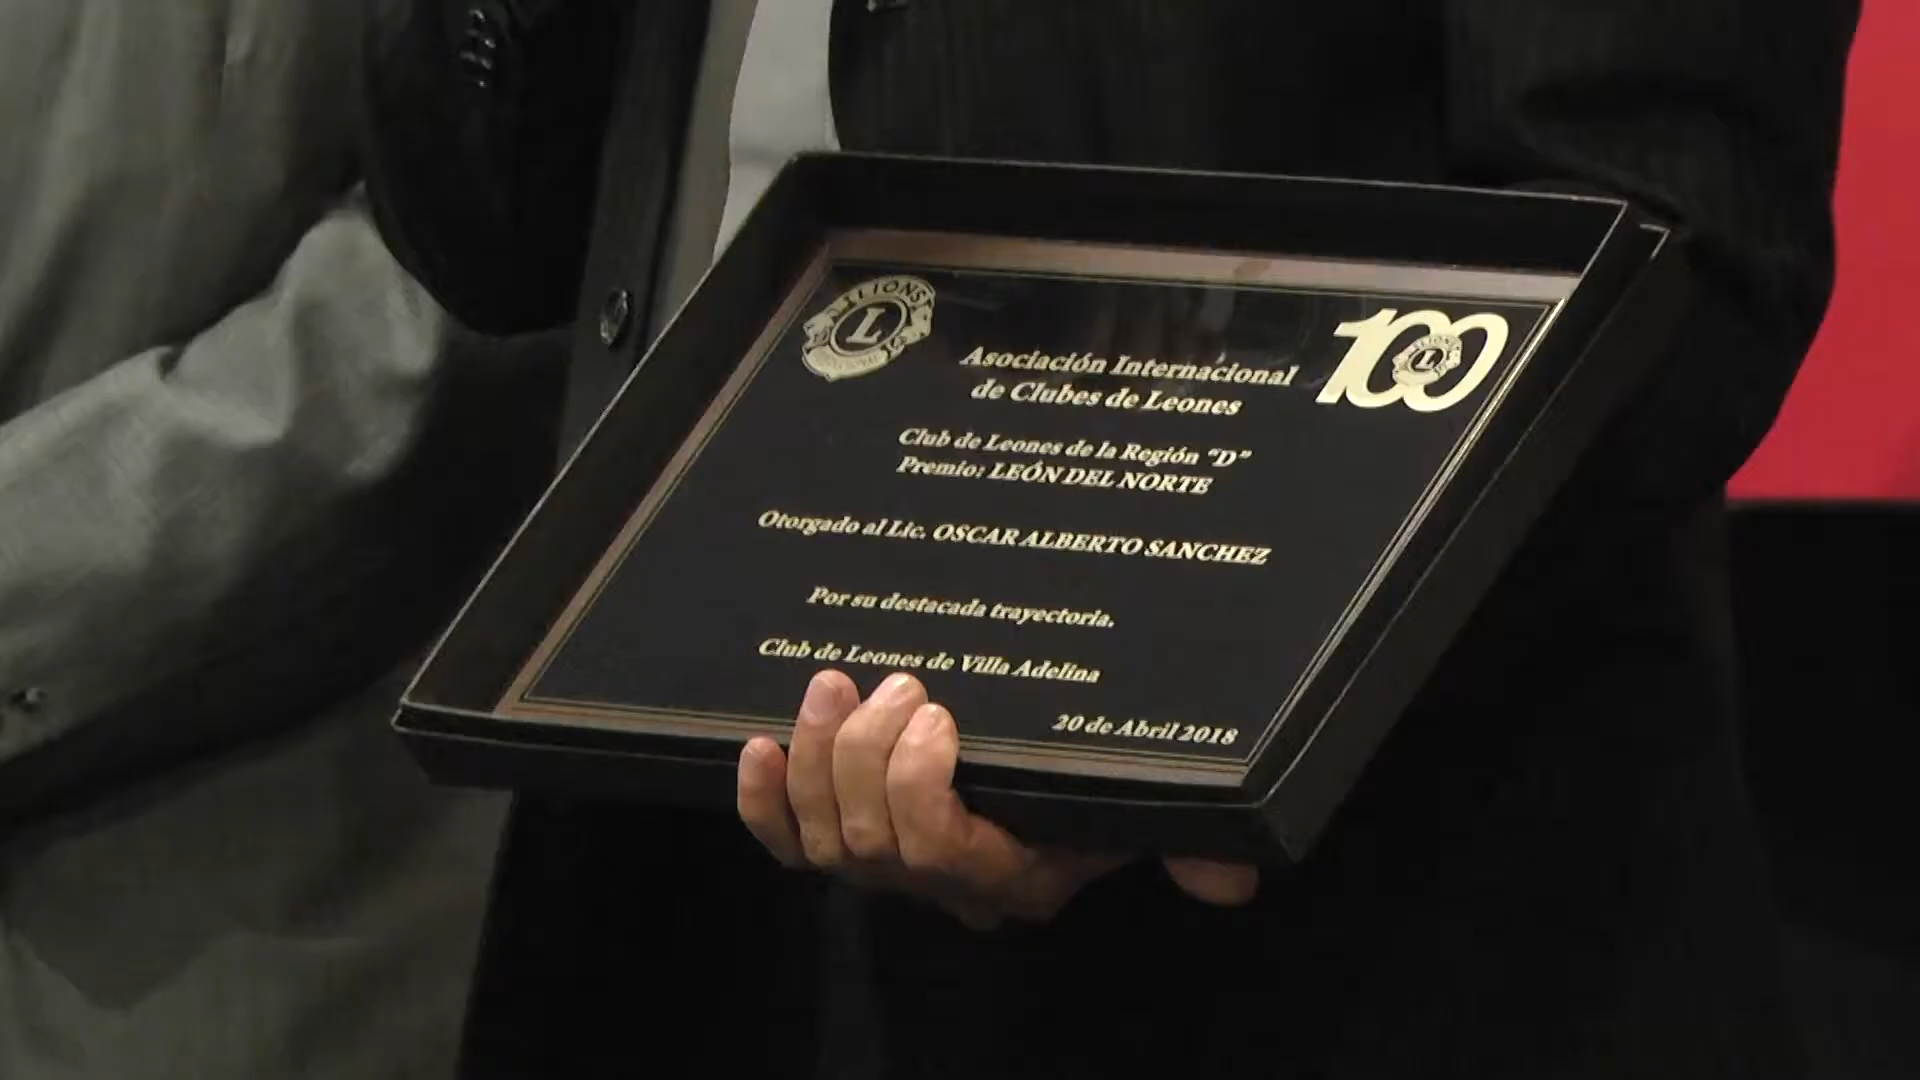 LIONS
L
INTERNATIONAL
100
LIONS
L
Asociación Internacional
de Clubes de Leones
Club de Leones de la Región “D”
Premio: LEÓN DEL NORTE
Otorgado al Lic. OSCAR ALBERTO SANCHEZ
Por su destacada trayectoria.
Club de Leones de Villa Adelina
20 de Abril 2018